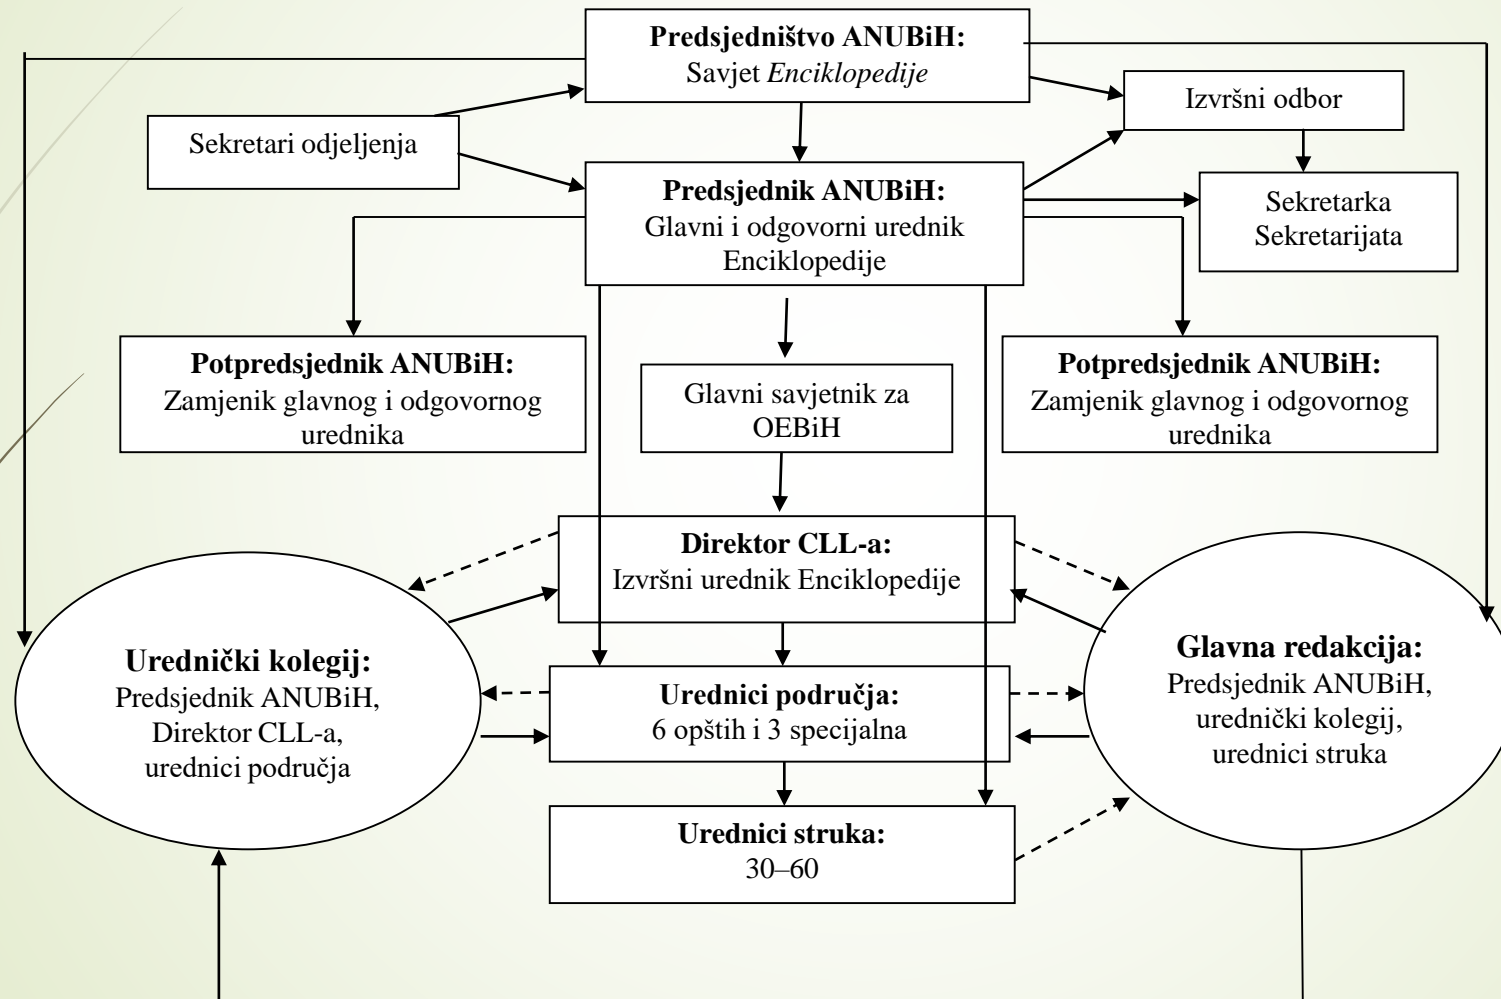 Predsjedništvo ANUBiH:
Savjet Enciklopedije
Izvršni odbor
Sekretari odjeljenja
Predsjednik ANUBiH:
Glavni i odgovorni urednik
Enciklopedije
Sekretarka
Sekretarijata
Potpredsjednik ANUBiH:
Zamjenik glavnog i odgovornog
urednika
Glavni savjetnik za
OEBiH
Potpredsjednik ANUBiH:
Zamjenik glavnog i odgovornog
urednika
Direktor CLL-a:
Izvršni urednik Enciklopedije
Urednički kolegij:
Predsjednik ANUBiH,
Direktor CLL-a,
urednici područja
Urednici područja:
6 opštih i 3 specijalna
Glavna redakcija:
Predsjednik ANUBiH,
urednički kolegij,
urednici struka
Urednici struka:
30–60